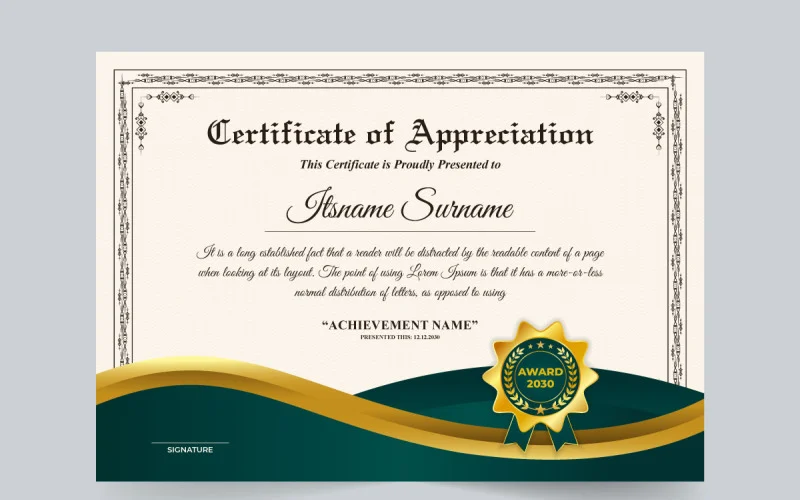 Certificate of Appreciation
This Certificate is Proudly Presented to
Itsname Surname
It is a long established fact that a reader will be distracted by the readable content of a page
when looking at its layout. The point of using Lorem Ipsum is that it has a more-or-less
normal distribution of letters, as opposed to using
“ACHIEVEMENT NAME”
PRESENTED THIS: 12.12.2030
AWARD
2030
SIGNATURE